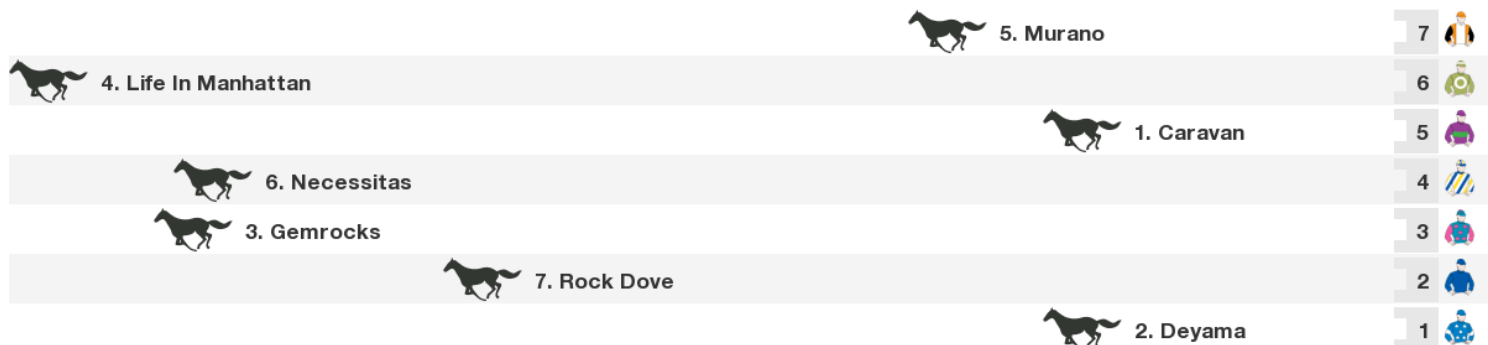 5. Murano 7
4. Life In Manhattan 6
1. Caravan 5
6. Necessitas 4
3. Gemrocks 3
7. Rock Dove 2
2. Deyama 1